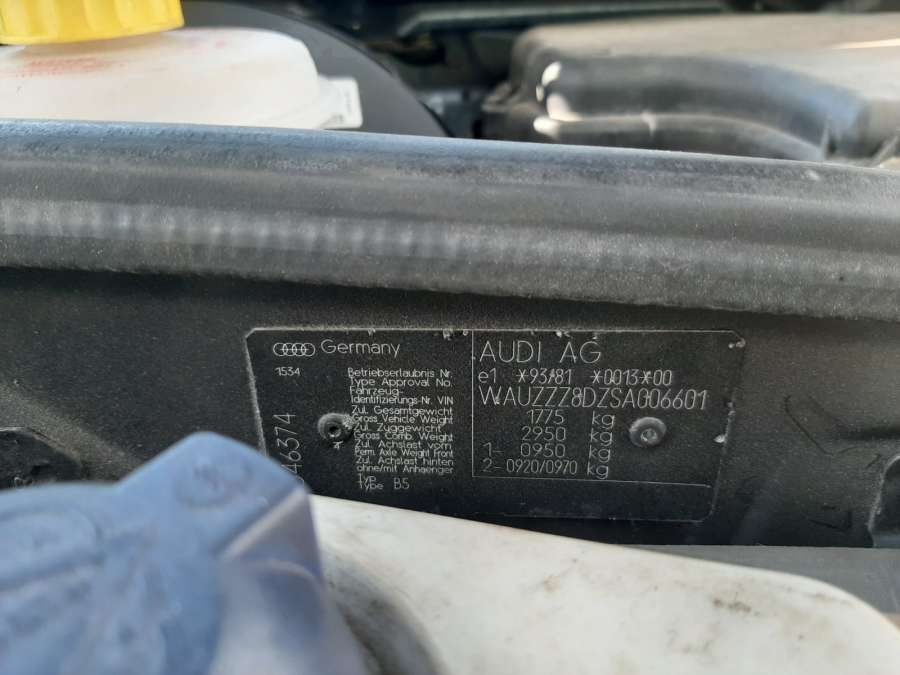 Germany
1534
Betriebserlaubnis Nr.
Type Approval No.
Fahrzeug-
Identifizierungs-Nr. VIN
Zul. Gesamtgewicht
Gross Vehicle Weight
Zul. Zuggewicht
Gross Comb. Weight
Zul. Achslast vorn
Perm. Axle Weight Front
Zul. Achslast hinten
ohne/mit Anhaenger
Typ
Type B5
46374
AUDI AG
e1 *93/81 *0013*00
WAUZZZ8DZSA006601
1775 kg
2950 kg
1- 0950 kg
2- 0920/0970 kg